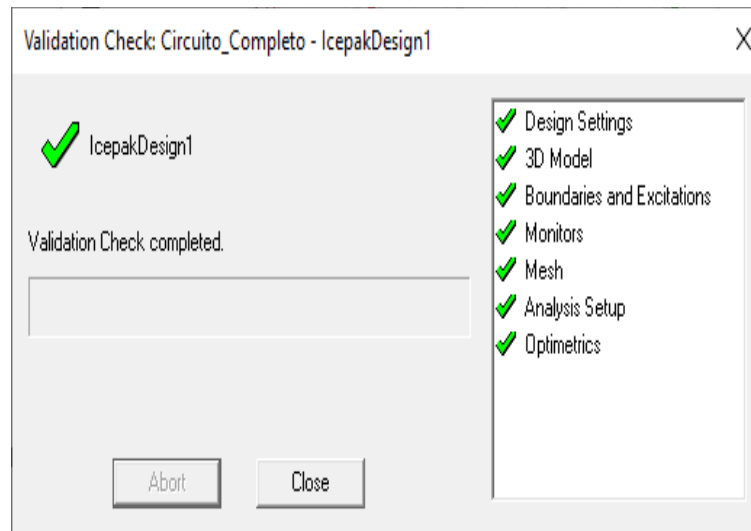 Validation Check: Circuito_Completo - IcepakDesign1
X
IcepakDesign1
Validation Check completed.
Design Settings
3D Model
Boundaries and Excitations
Monitors
Mesh
Analysis Setup
Optimetrics
Abort
Close